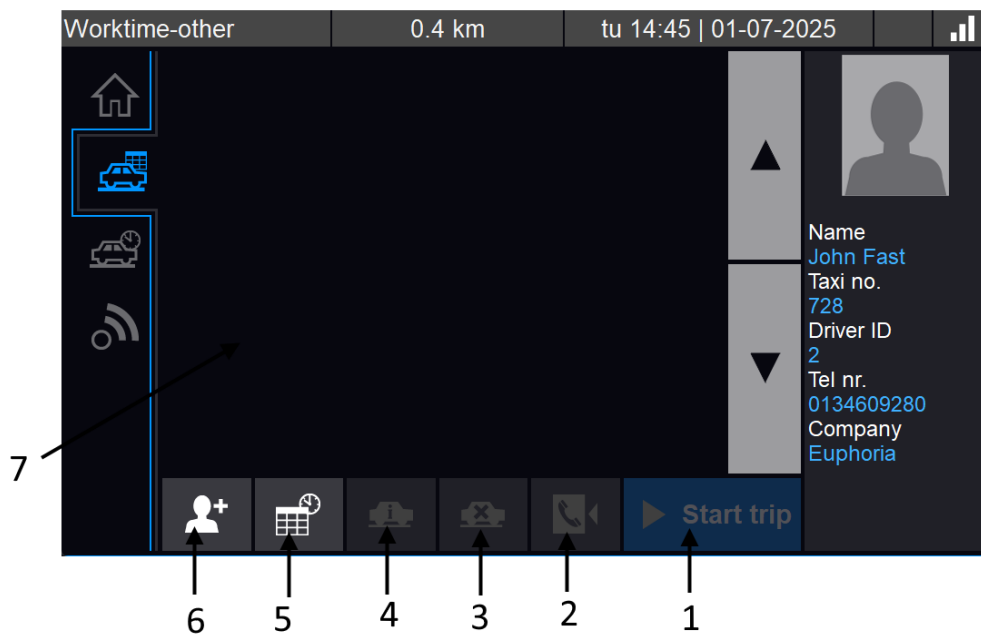 Worktime-other 0.4 km tu 14:45 | 01-07-2025
Name
John Fast
Taxi no.
728
Driver ID
2
Tel nr.
0134609280
Company
Euphoria
7
Start trip
6 5 4 3 2 1